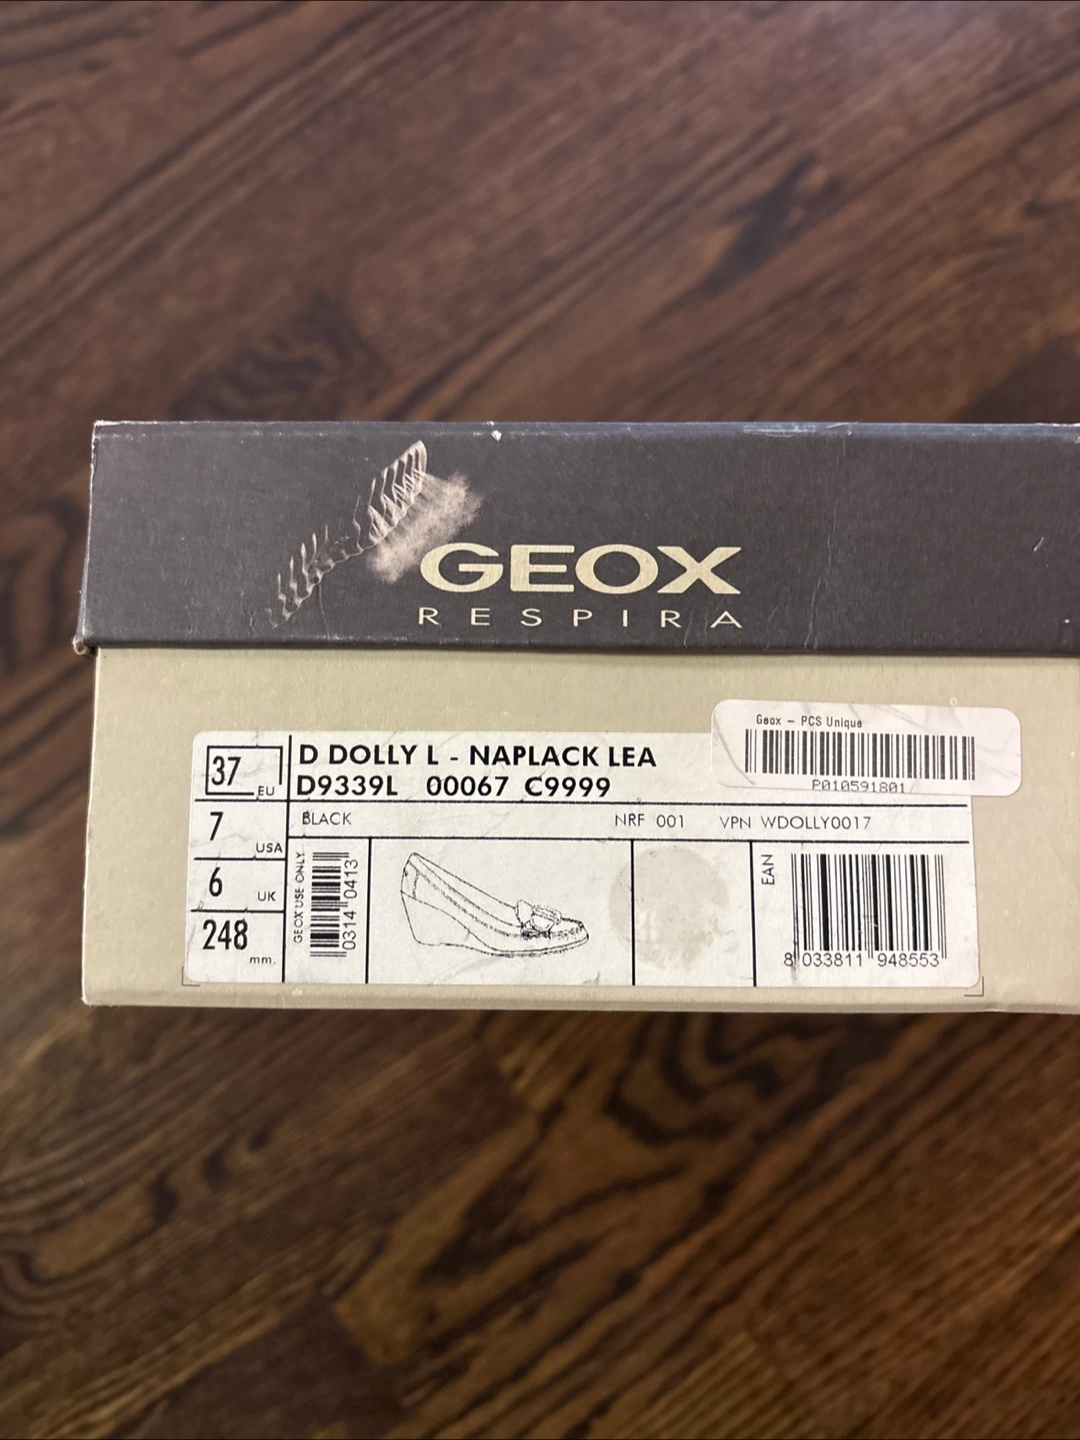 GEOX
RESPIRA
Geox - PCS Unique
P010591801
37 EU
D DOLLY L - NAPLACK LEA
D9339L 00067 C9999
7 USA
BLACK NRF 001 VPN WDOLLY0017
6 UK
248 mm.
GEOX USE ONLY
0314 0413
EAN
8 033811 948553